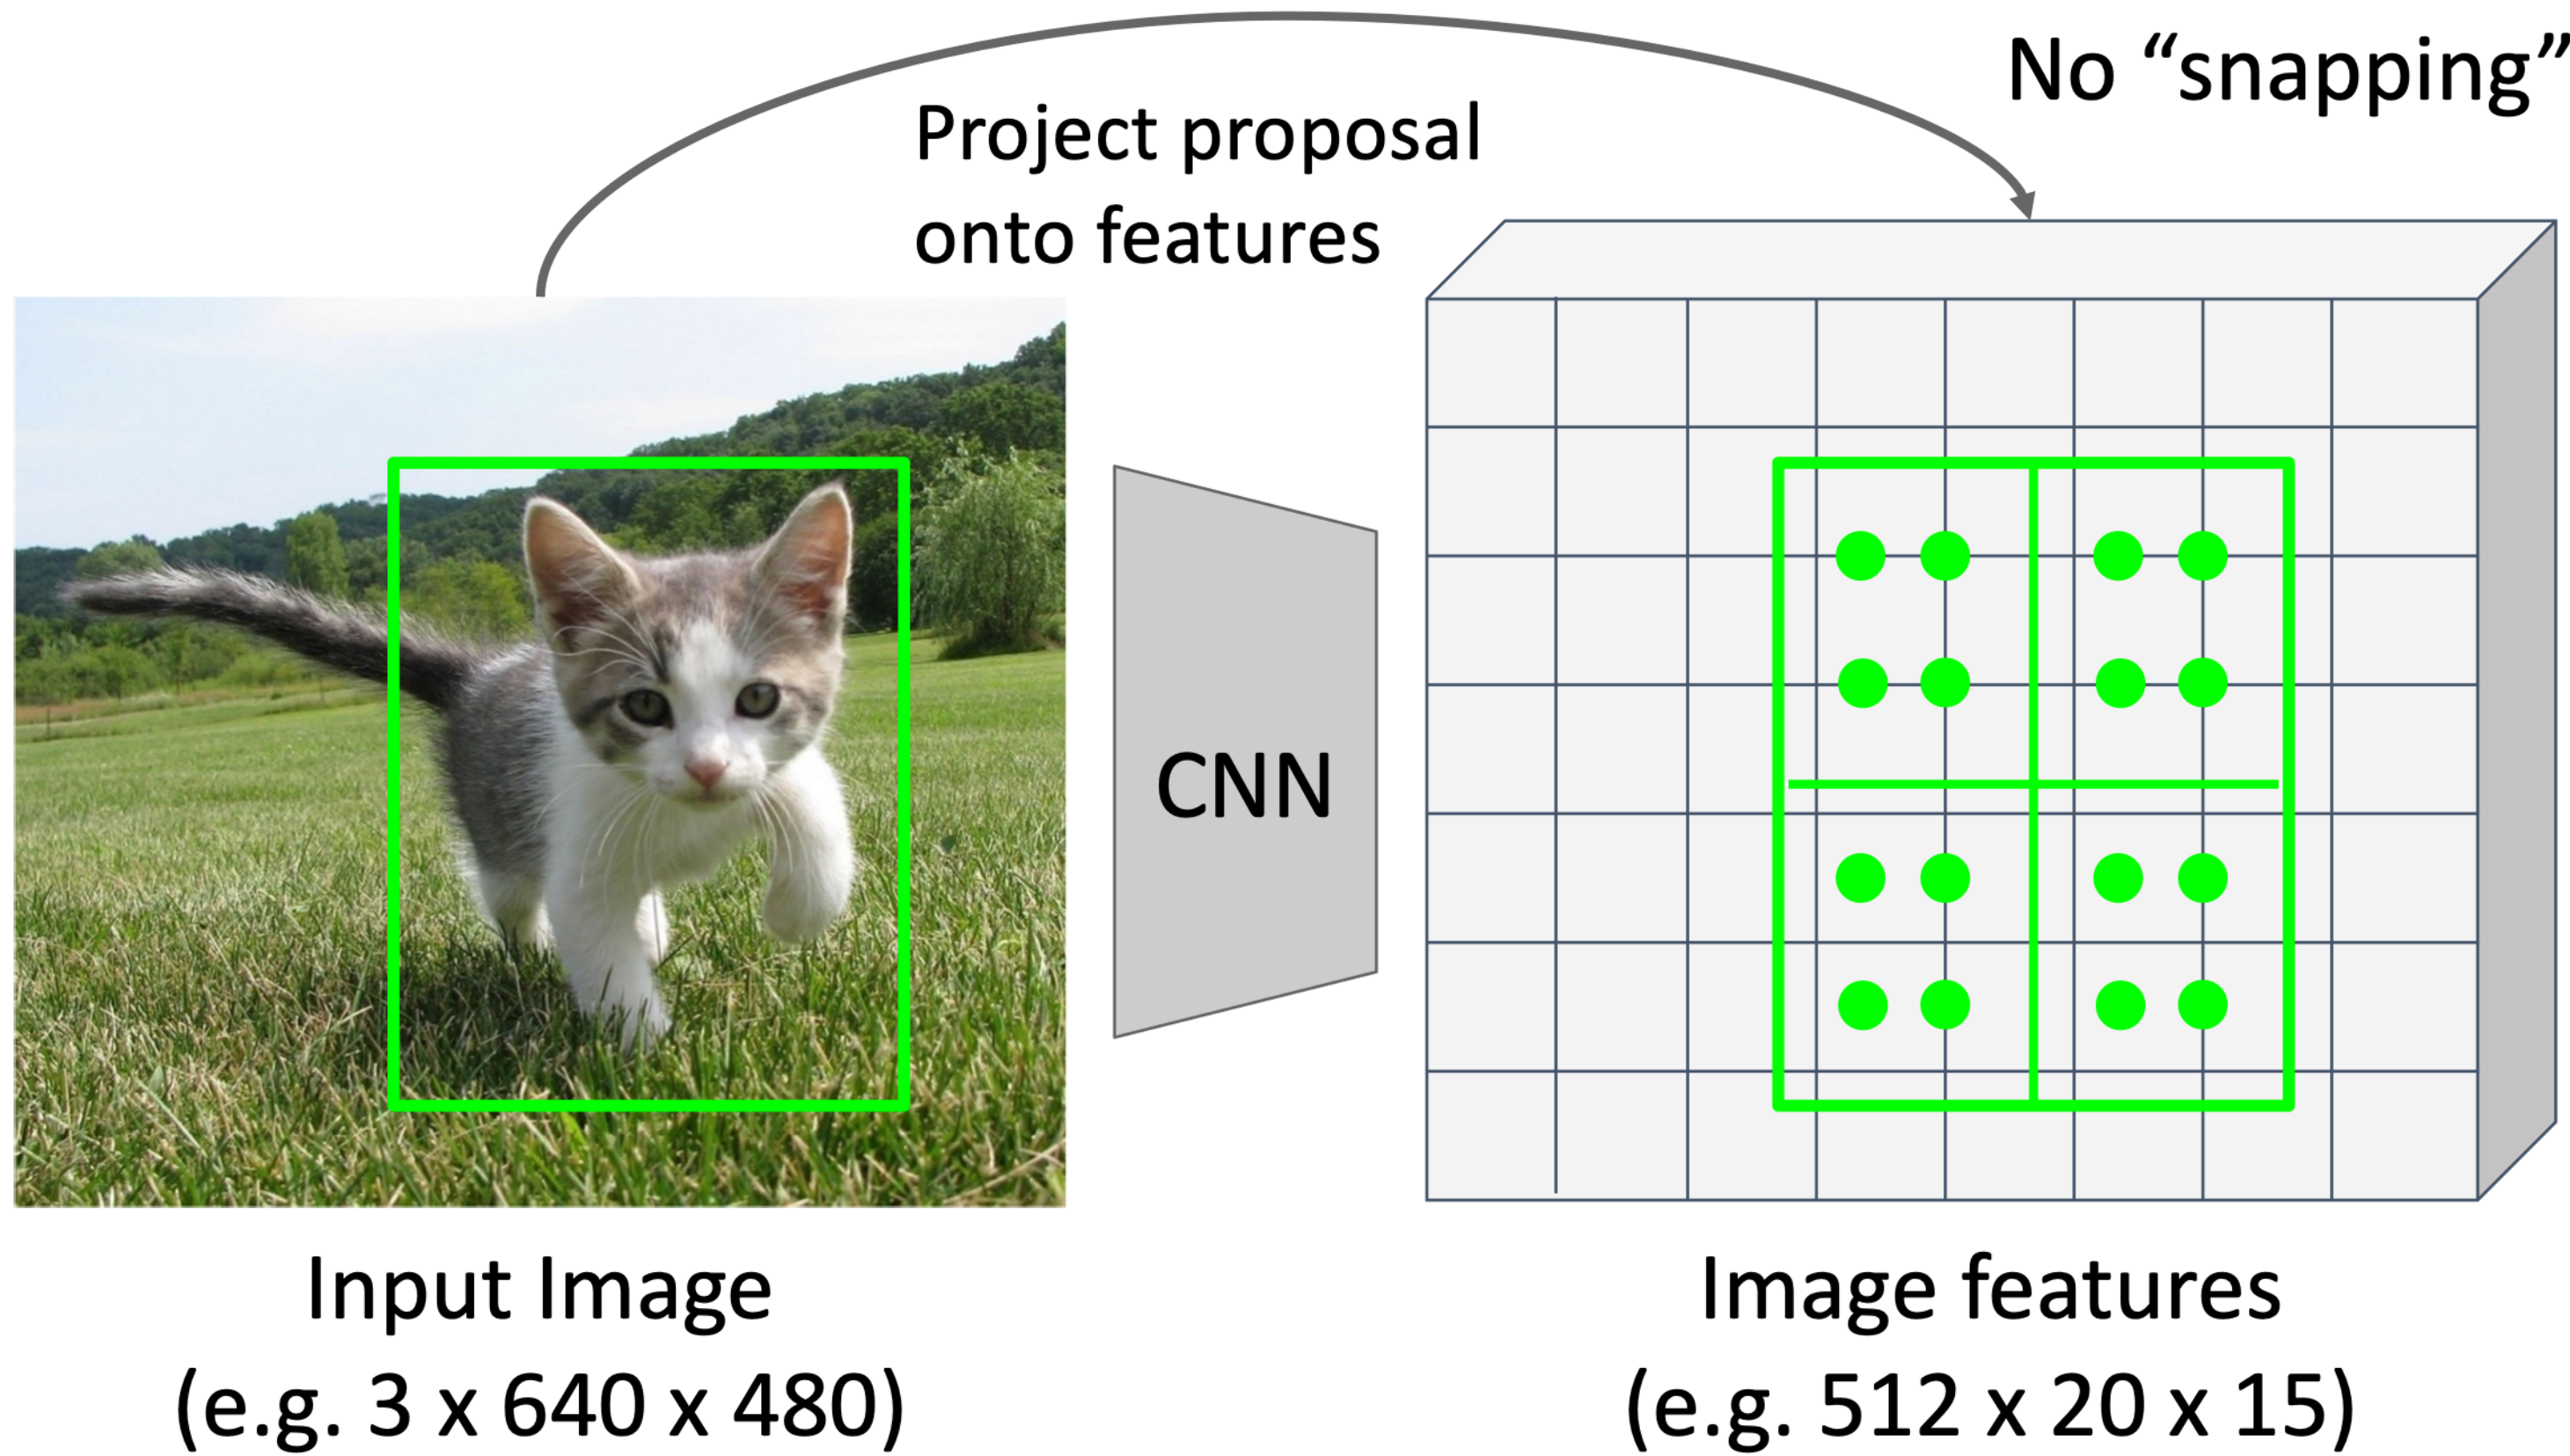 No “snapping”
Project proposal
onto features
CNN
Input Image
(e.g. 3 x 640 x 480)
Image features
(e.g. 512 x 20 x 15)